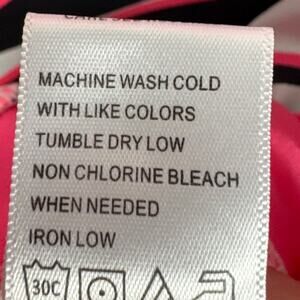 MACHINE WASH COLD
WITH LIKE COLORS
TUMBLE DRY LOW
NON CHLORINE BLEACH
WHEN NEEDED
IRON LOW
30C